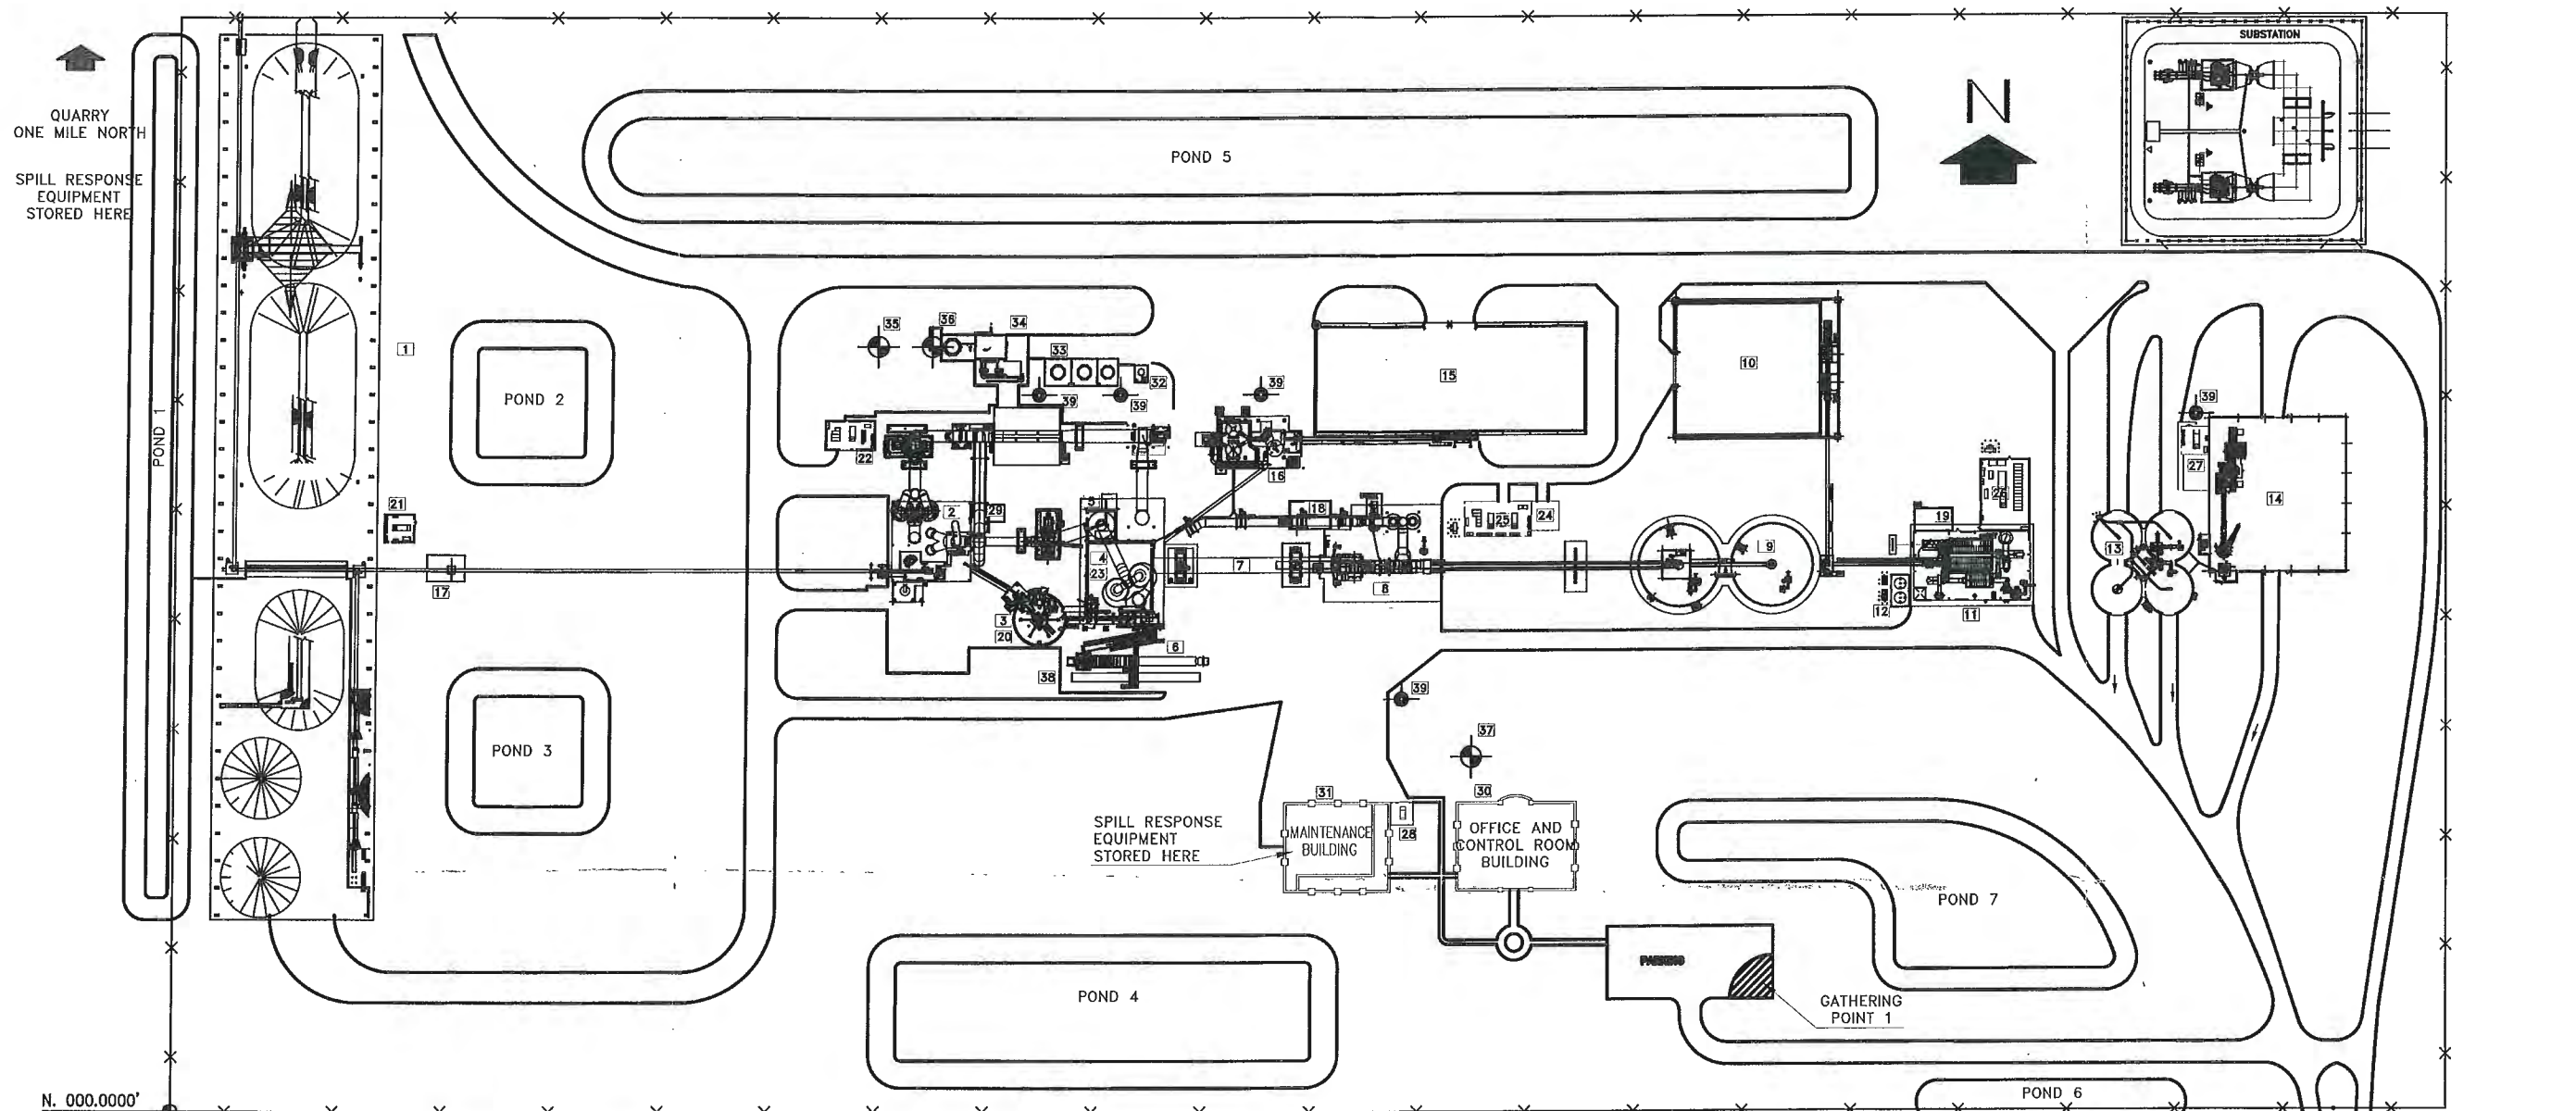 SUBSTATION
N
QUARRY
ONE MILE NORTH
SPILL RESPONSE
EQUIPMENT
STORED HERE
POND 5
POND 1
POND 2
POND 3
POND 4
POND 7
POND 6
1
21
17
35
36
34
33
32
39
39
39
22
2
29
5
4
23
3
20
6
38
16
18
7
8
15
10
25
24
9
19
26
12
11
13
39
27
14
39
37
31
30
28
SPILL RESPONSE
EQUIPMENT
STORED HERE
MAINTENANCE
BUILDING
OFFICE AND
CONTROL ROOM
BUILDING
PARKING
GATHERING
POINT 1
N. 000.0000'